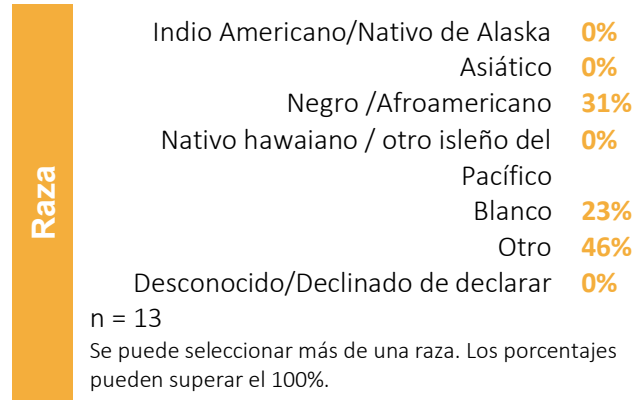 Raza
Indio Americano/Nativo de Alaska 0%
Asiático 0%
Negro /Afroamericano 31%
Nativo hawaiano / otro isleño del 0%
Pacífico
Blanco 23%
Otro 46%
Desconocido/Declinado de declarar 0%
n = 13
Se puede seleccionar más de una raza. Los porcentajes
pueden superar el 100%.